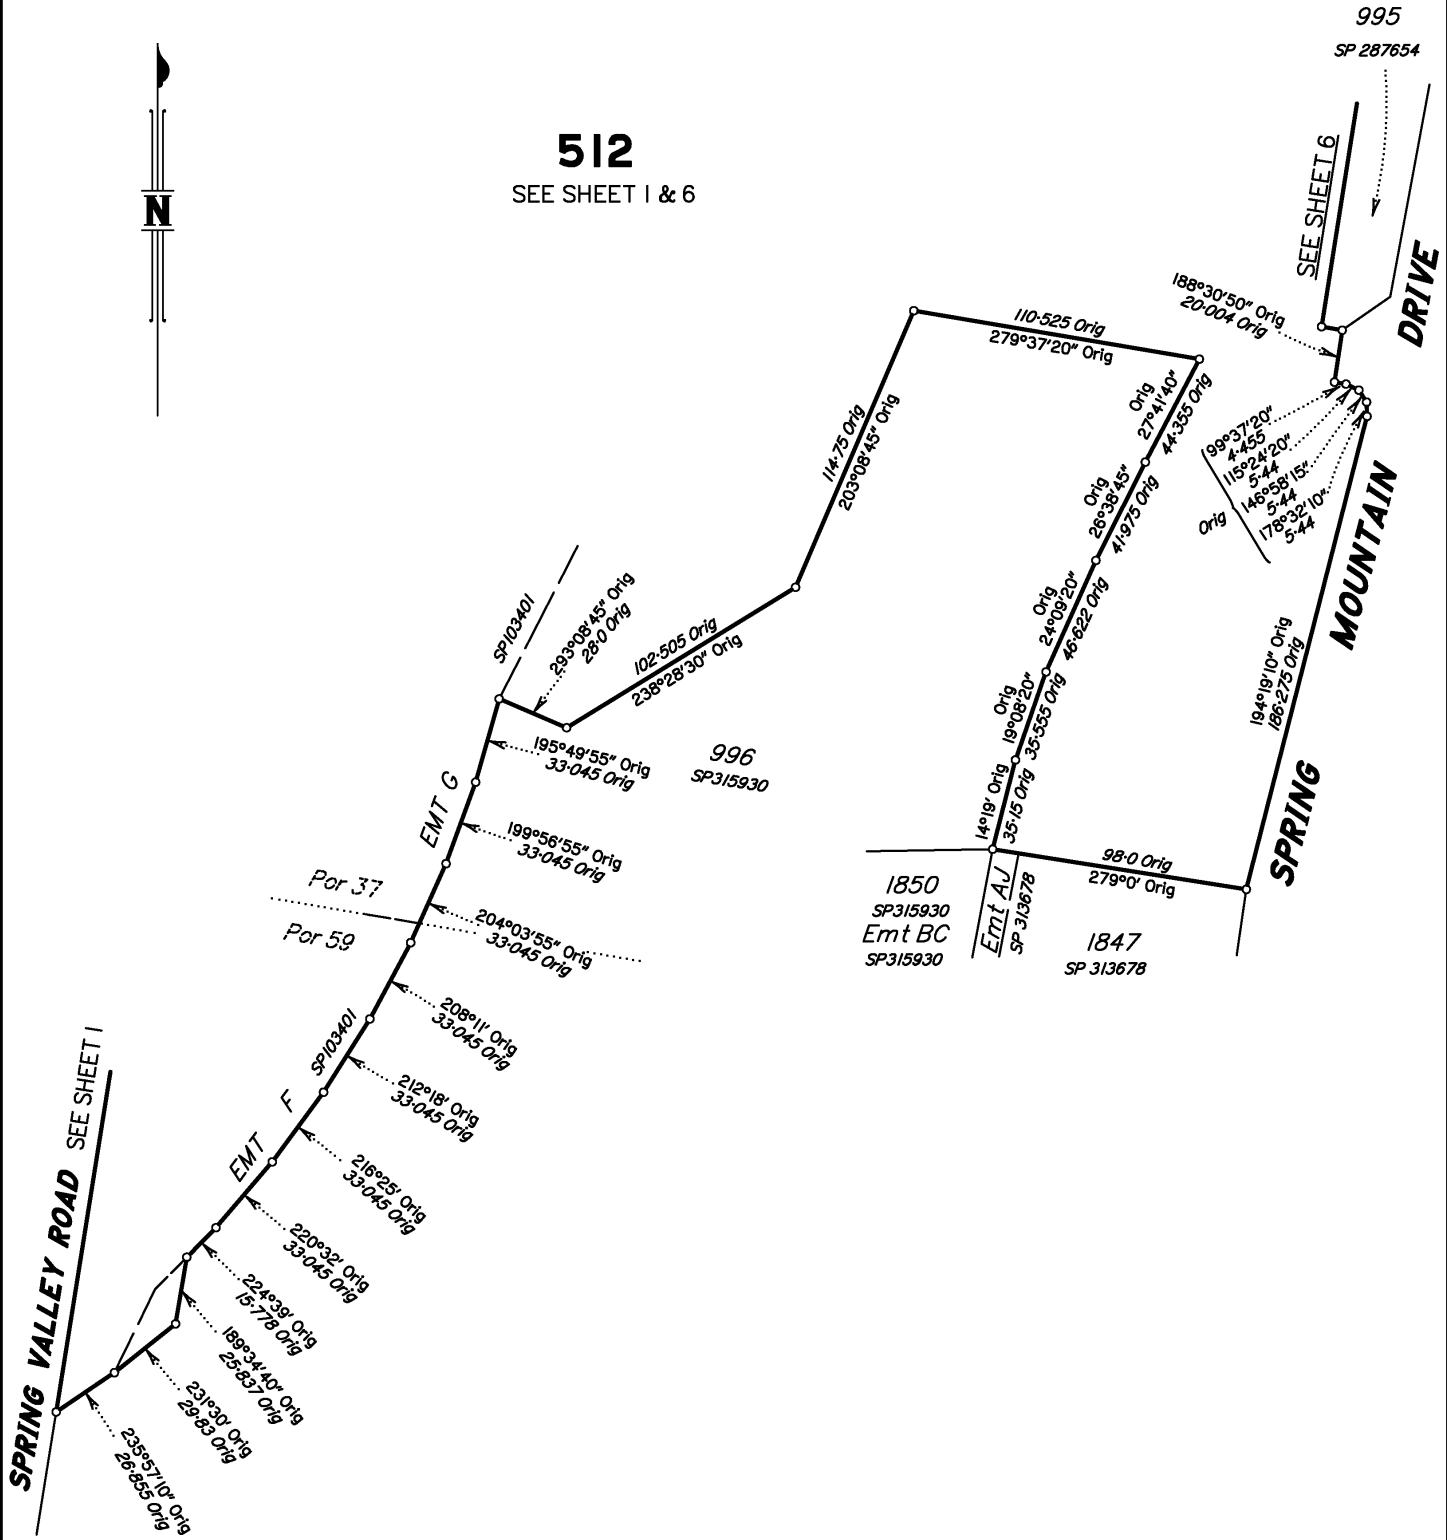 995
SP 287654
N
512
SEE SHEET 1 & 6
SEE SHEET 6
DRIVE
188°30'50" Orig
20·004 Orig
110·525 Orig
279°37'20" Orig
Orig
27°41'40"
44·355 Orig
99°37'20"
4·455
115°24'20"
5·44
146°58'15"
5·44
178°32'10"
5·44
Orig
114·75 Orig
203°08'45" Orig
Orig
26°38'45"
41·975 Orig
MOUNTAIN
SP103401
293°08'45" Orig
28·0 Orig
102·505 Orig
238°28'30" Orig
Orig
24°09'20"
46·622 Orig
194°19'10" Orig
186·275 Orig
Orig
19°08'20"
35·555 Orig
195°49'55" Orig
33·045 Orig
996
SP315930
EMT G
14°19' Orig
35·15 Orig
SPRING
199°56'55" Orig
33·045 Orig
98·0 Orig
279°0' Orig
Por 37
Por 59
1850
SP315930
Emt BC
SP315930
Emt AJ
SP 313678
1847
SP 313678
204°03'55" Orig
33·045 Orig
208°11' Orig
33·045 Orig
SP103401
212°18' Orig
33·045 Orig
EMT F
216°25' Orig
33·045 Orig
220°32' Orig
33·045 Orig
224°39' Orig
15·778 Orig
189°34'40" Orig
25·837 Orig
231°30' Orig
29·83 Orig
235°57'10" Orig
26·855 Orig
SPRING VALLEY ROAD SEE SHEET 1